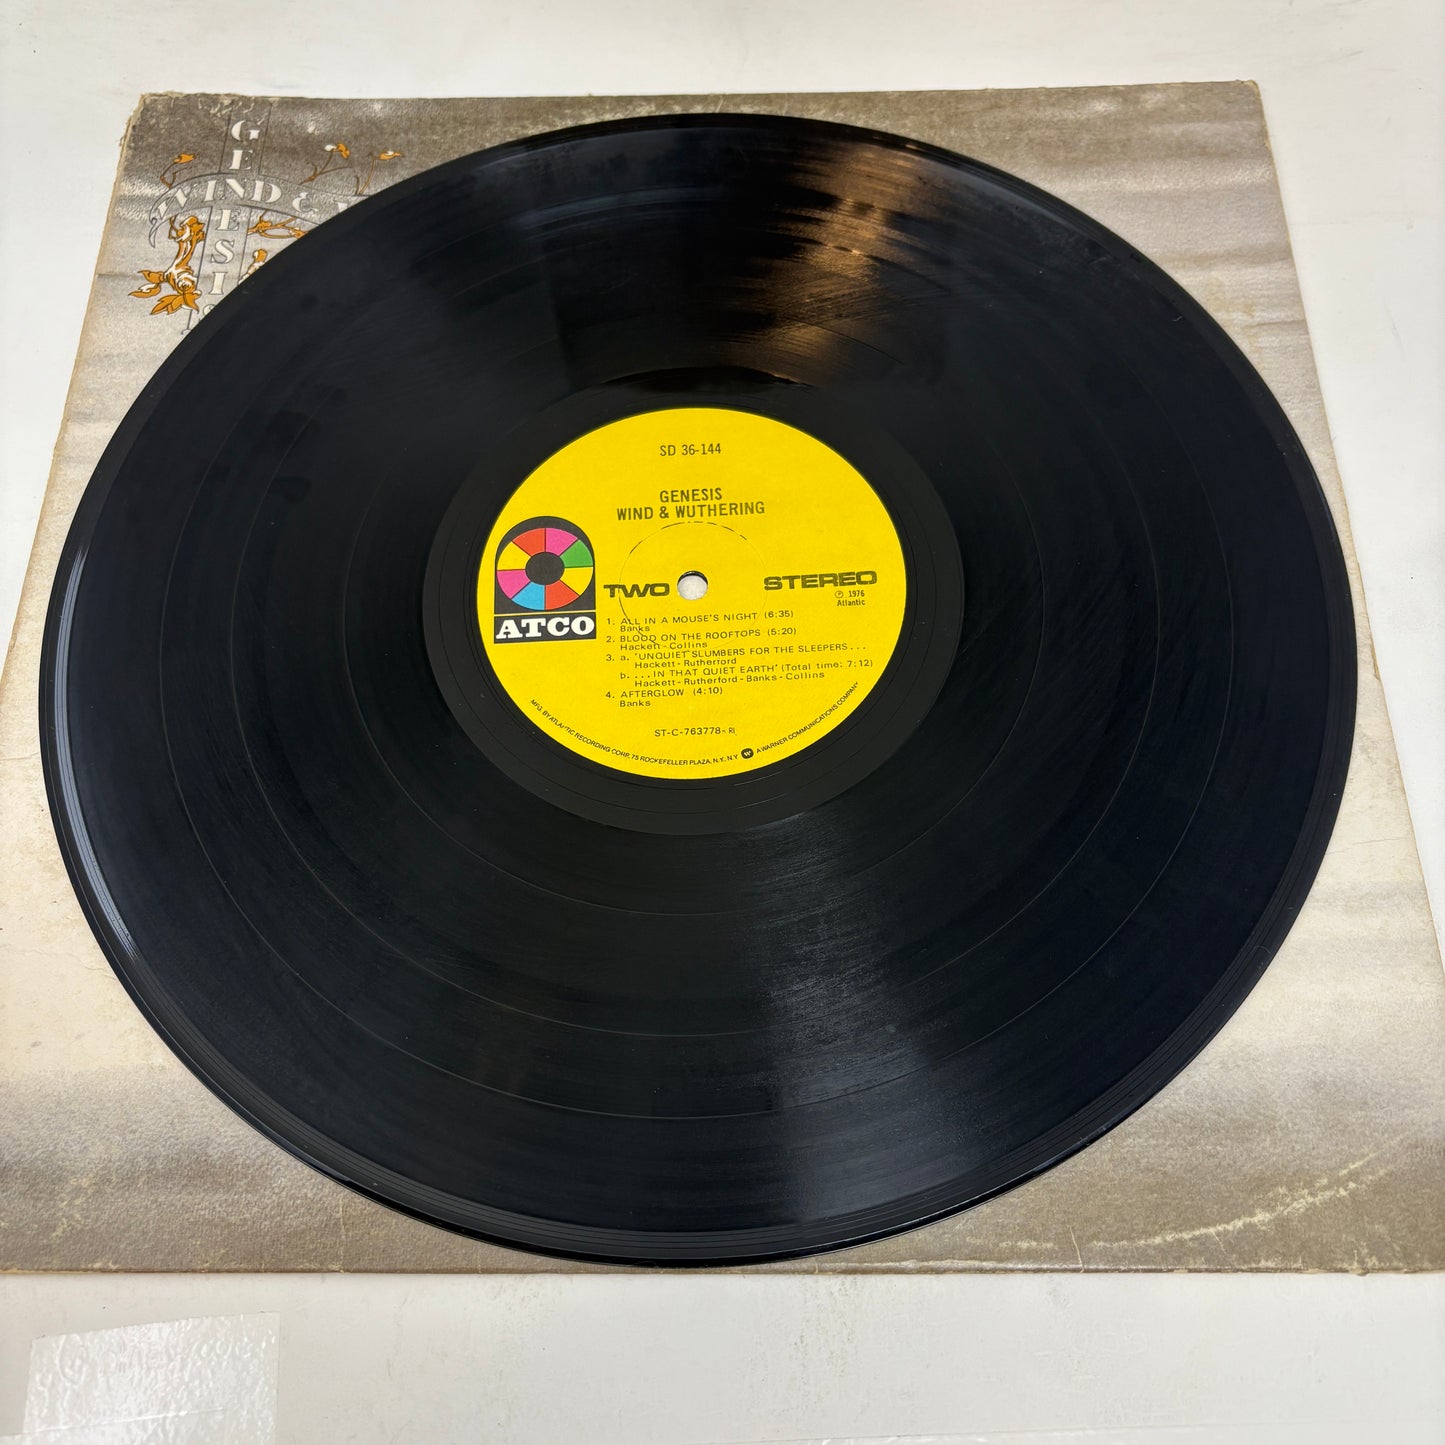 GENESIS
WIND &
SD 36-144
GENESIS
WIND & WUTHERING
ATCO
TWO
STEREO
℗ 1976
Atlantic
1. ALL IN A MOUSE'S NIGHT (6:35)
Banks
2. BLOOD ON THE ROOFTOPS (5:20)
Hackett-Collins
3. a. 'UNQUIET SLUMBERS FOR THE SLEEPERS...
Hackett-Rutherford
b. ...IN THAT QUIET EARTH' (Total time: 7:12)
Hackett-Rutherford-Banks-Collins
4. AFTERGLOW (4:10)
Banks
ST-C-763778-RI
MFG. BY ATLANTIC RECORDING CORP., 75 ROCKEFELLER PLAZA, N.Y., N.Y. W A WARNER COMMUNICATIONS COMPANY